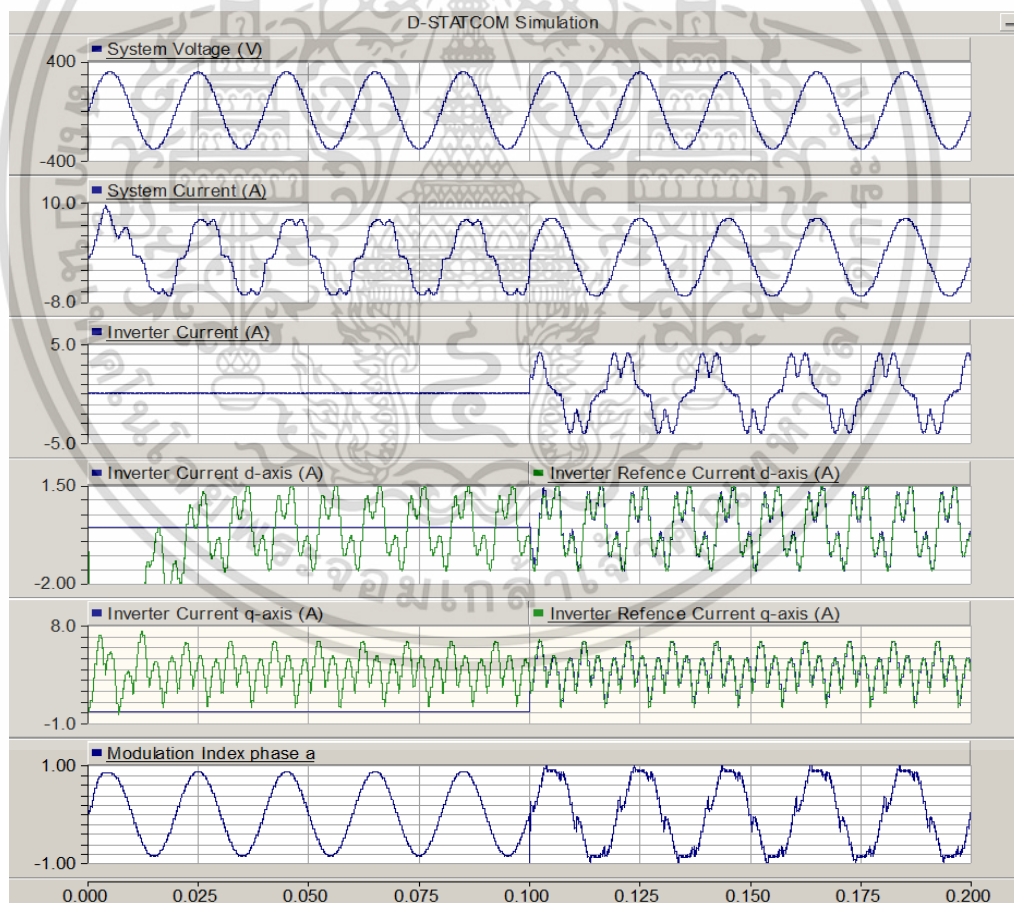 D-STATCOM Simulation
System Voltage (V)
400
-400
System Current (A)
10.0
-8.0
Inverter Current (A)
5.0
-5.0
Inverter Current d-axis (A) Inverter Refence Current d-axis (A)
1.50
-2.00
Inverter Current q-axis (A) Inverter Refence Current q-axis (A)
8.0
-1.0
Modulation Index phase a
1.00
-1.00
0.000 0.025 0.050 0.075 0.100 0.125 0.150 0.175 0.200